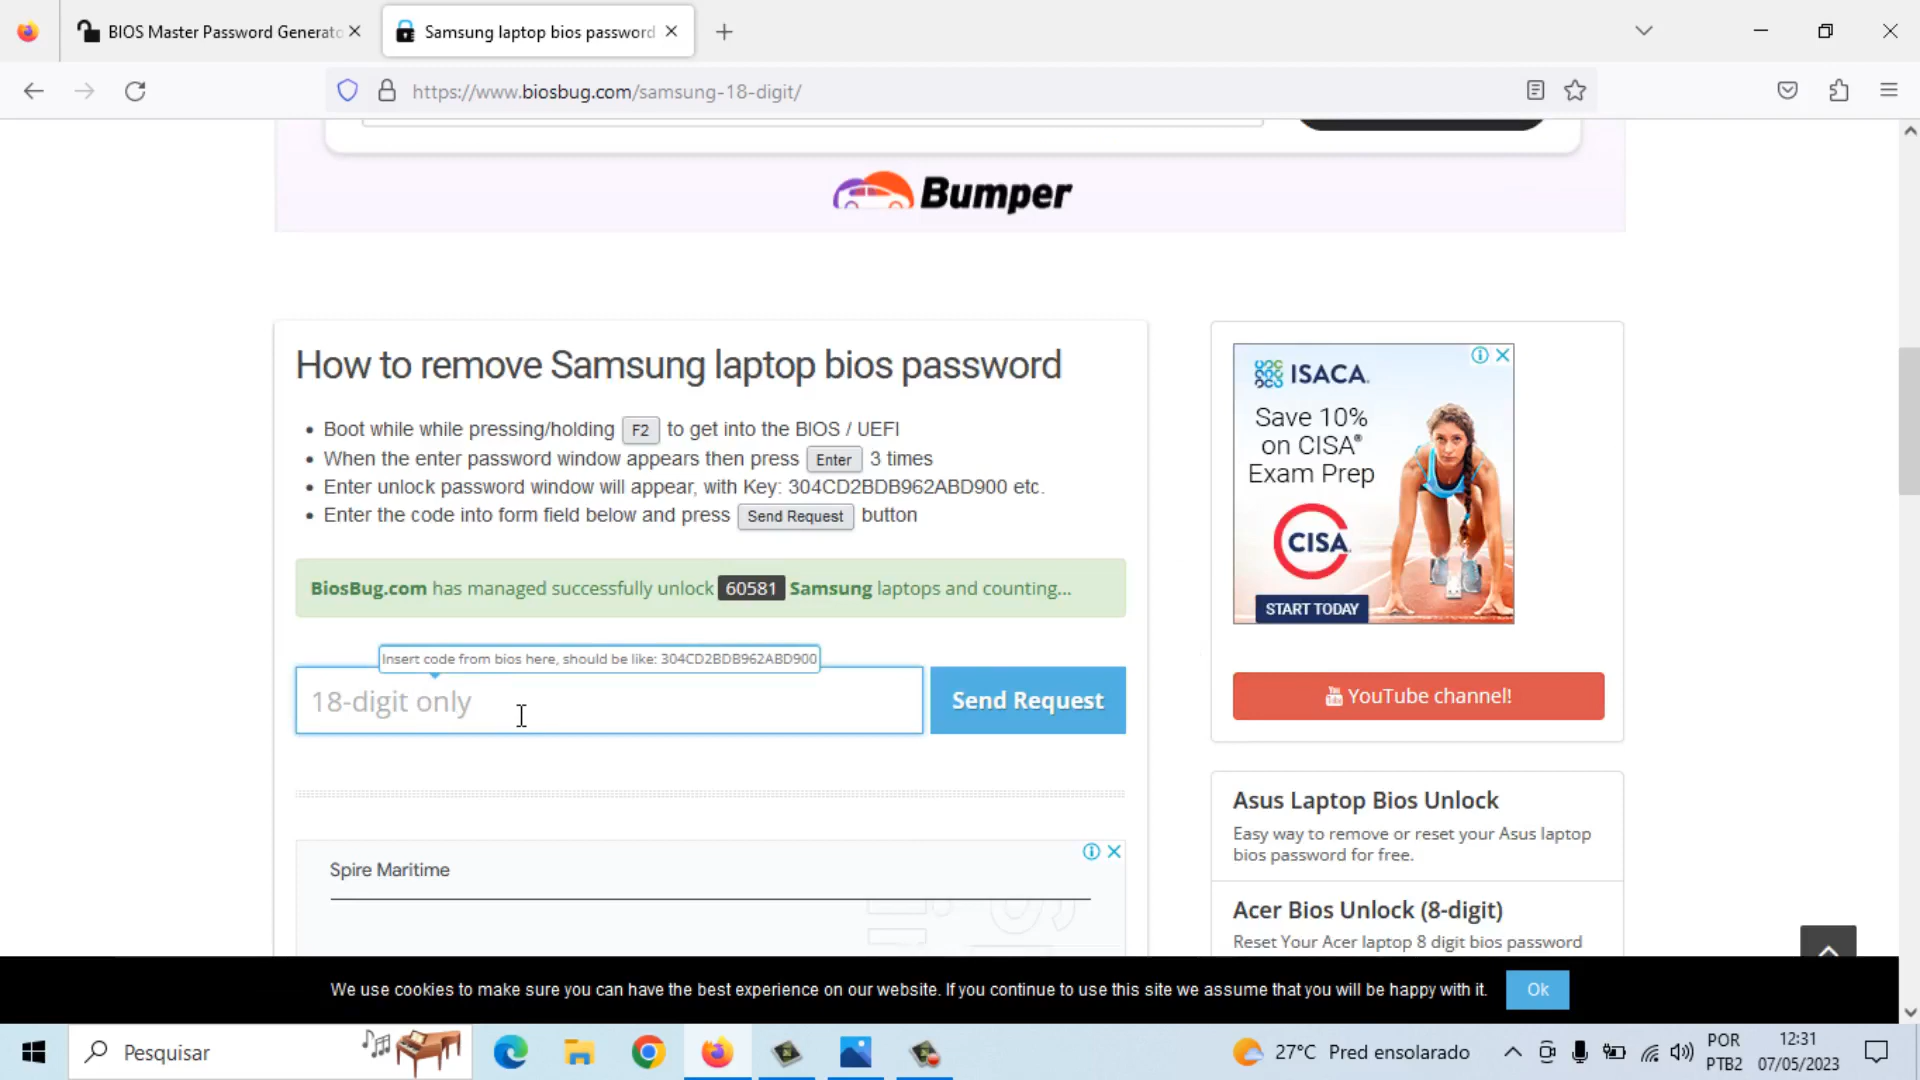 BIOS Master Password Generato
Samsung laptop bios password
https://www.biosbug.com/samsung-18-digit/
Bumper
How to remove Samsung laptop bios password
Boot while while pressing/holding F2 to get into the BIOS / UEFI
When the enter password window appears then press Enter 3 times
Enter unlock password window will appear, with Key: 304CD2BDB962ABD900 etc.
Enter the code into form field below and press Send Request button
BiosBug.com has managed successfully unlock 60581 Samsung laptops and counting...
Insert code from bios here, should be like: 304CD2BDB962ABD900
18-digit only
Send Request
Spire Maritime
ISACA.
Save 10%
on CISA®
Exam Prep
CISA
START TODAY
YouTube channel!
Asus Laptop Bios Unlock
Easy way to remove or reset your Asus laptop
bios password for free.
Acer Bios Unlock (8-digit)
Reset Your Acer laptop 8 digit bios password
We use cookies to make sure you can have the best experience on our website. If you continue to use this site we assume that you will be happy with it.
Ok
Pesquisar
27°C Pred ensolarado
POR
PTB2
12:31
07/05/2023